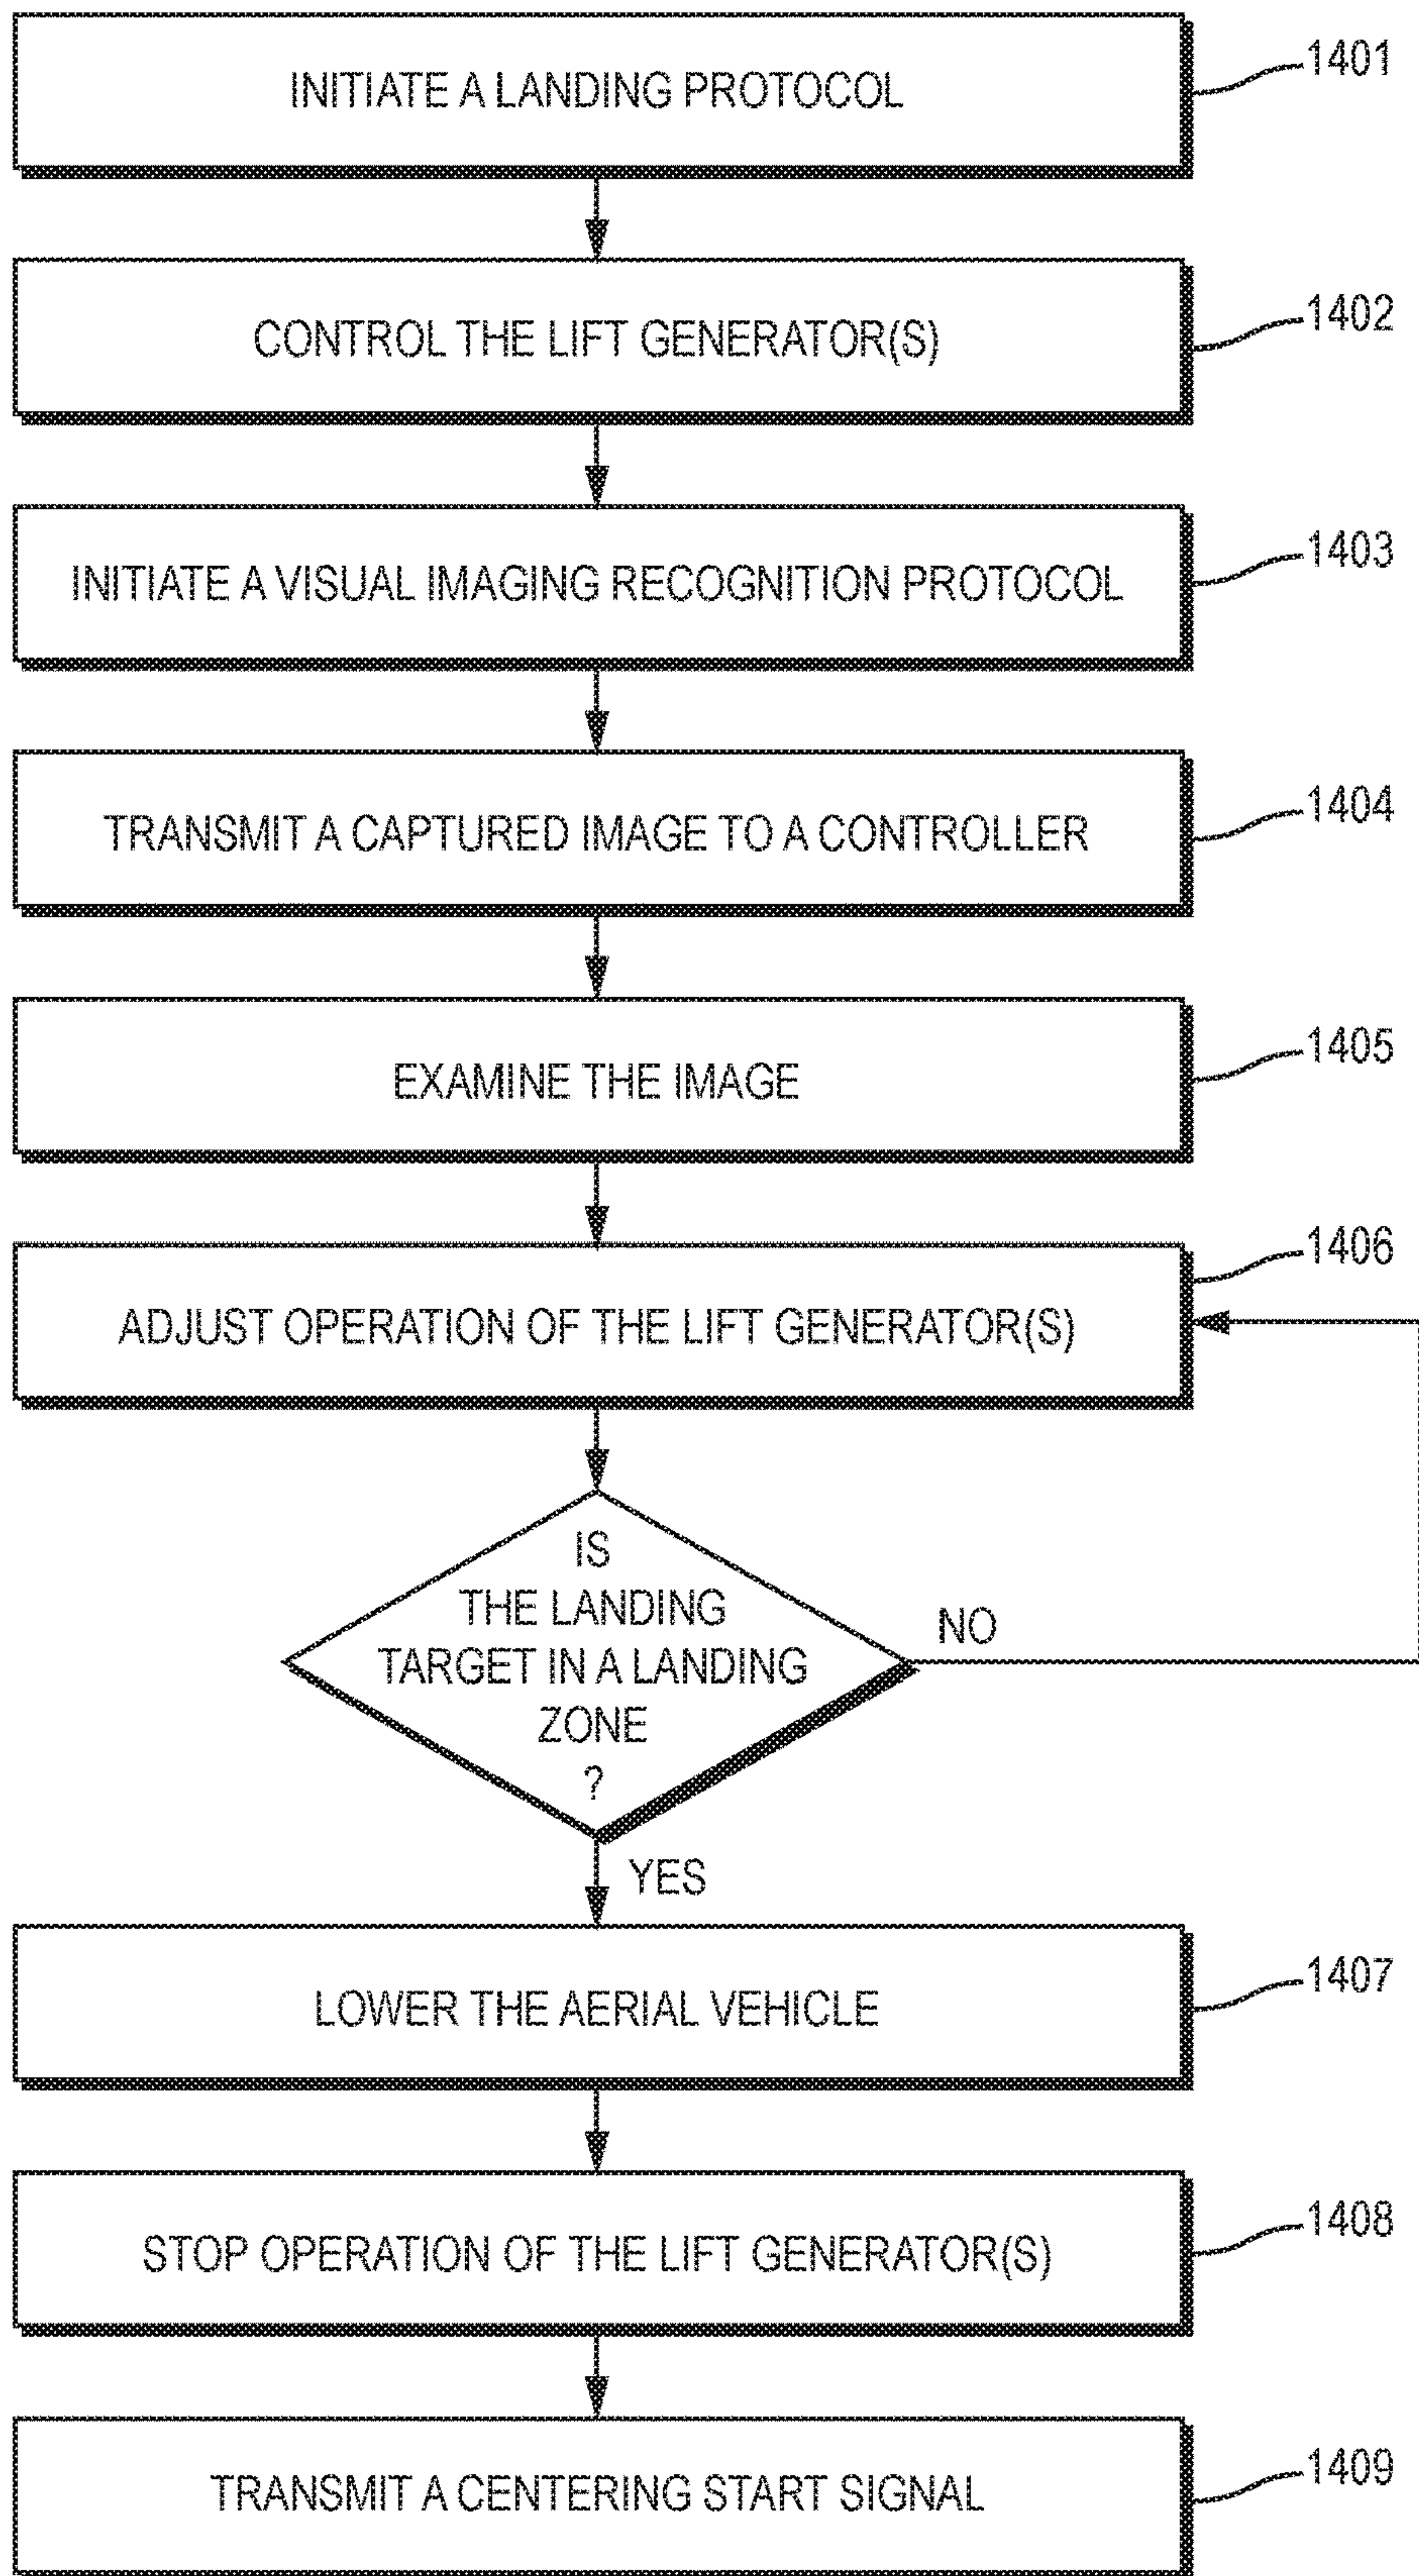 INITIATE A LANDING PROTOCOL
1401
CONTROL THE LIFT GENERATOR(S)
1402
INITIATE A VISUAL IMAGING RECOGNITION PROTOCOL
1403
TRANSMIT A CAPTURED IMAGE TO A CONTROLLER
1404
EXAMINE THE IMAGE
1405
ADJUST OPERATION OF THE LIFT GENERATOR(S)
1406
IS
THE LANDING
TARGET IN A LANDING
ZONE
?
NO
YES
LOWER THE AERIAL VEHICLE
1407
STOP OPERATION OF THE LIFT GENERATOR(S)
1408
TRANSMIT A CENTERING START SIGNAL
1409